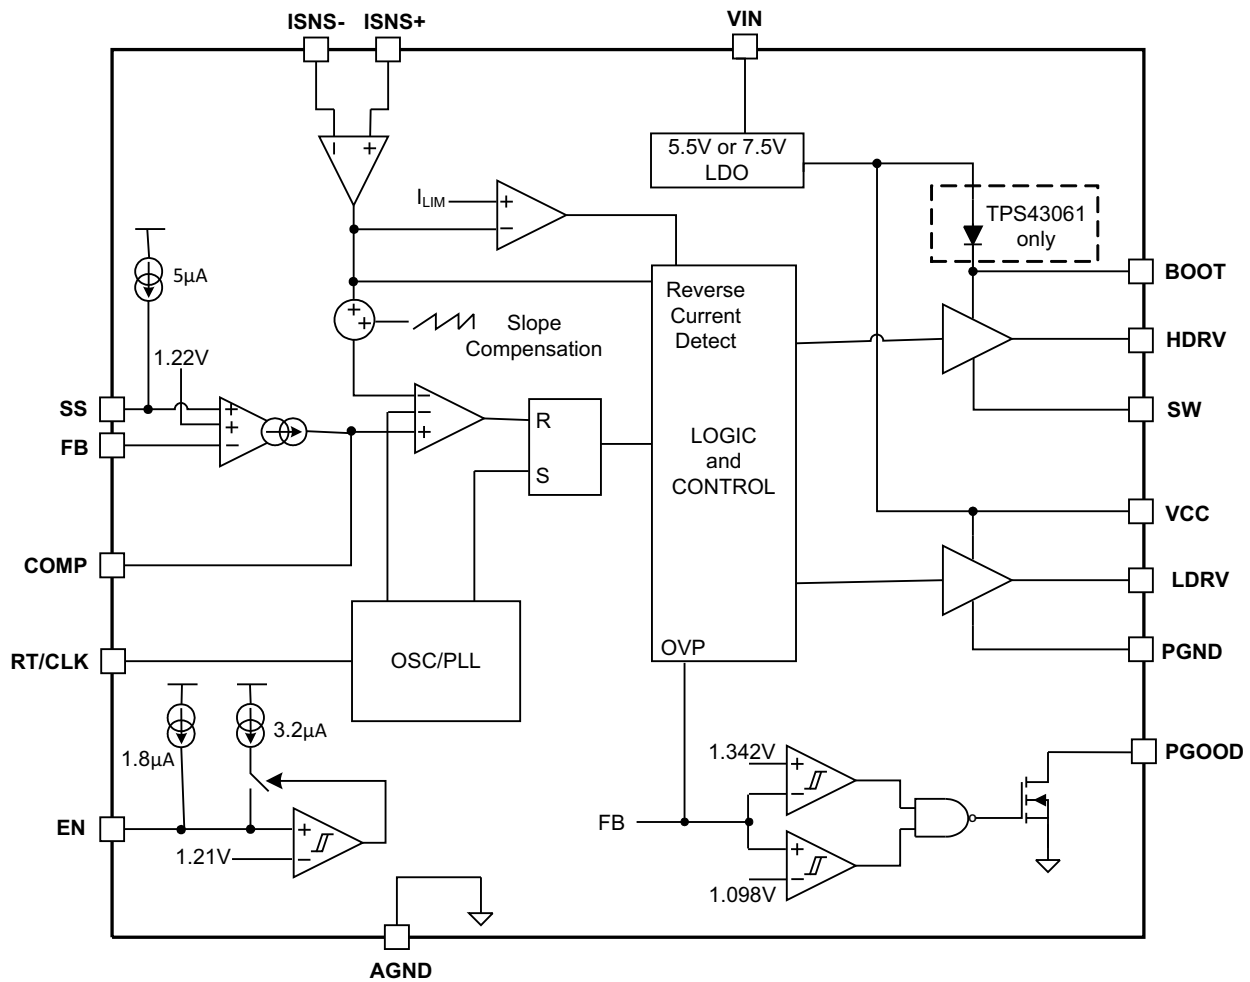 ISNS- ISNS+ VIN
5.5V or 7.5V
LDO
I_LIM
TPS43061
only
5µA
BOOT
Reverse
Current
Detect
Slope
Compensation
HDRV
1.22V
SS
SW
FB
R
S
LOGIC
and
CONTROL
VCC
COMP
LDRV
RT/CLK
OSC/PLL
OVP
PGND
3.2µA
1.8µA
1.342V
PGOOD
EN
FB
1.21V
1.098V
AGND